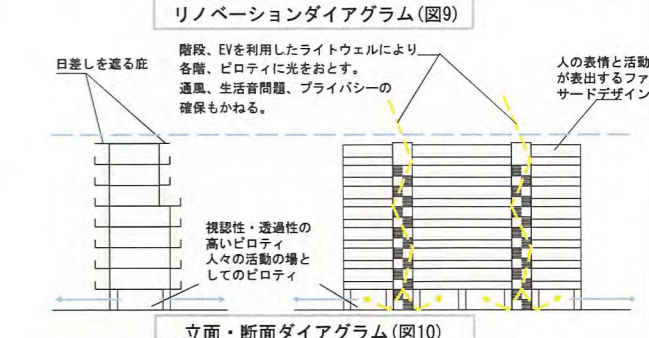 リノベーションダイアグラム(図9)
日差しを遮る庇
階段、EVを利用したライトウェルにより
各階、ピロティに光をおとす。
通風、生活音問題、プライバシーの
確保もかねる。
人の表情と活動
が表出するファ
サードデザイン
視認性・透過性の
高いピロティ
人々の活動の場と
してのピロティ
立面・断面ダイアグラム(図10)